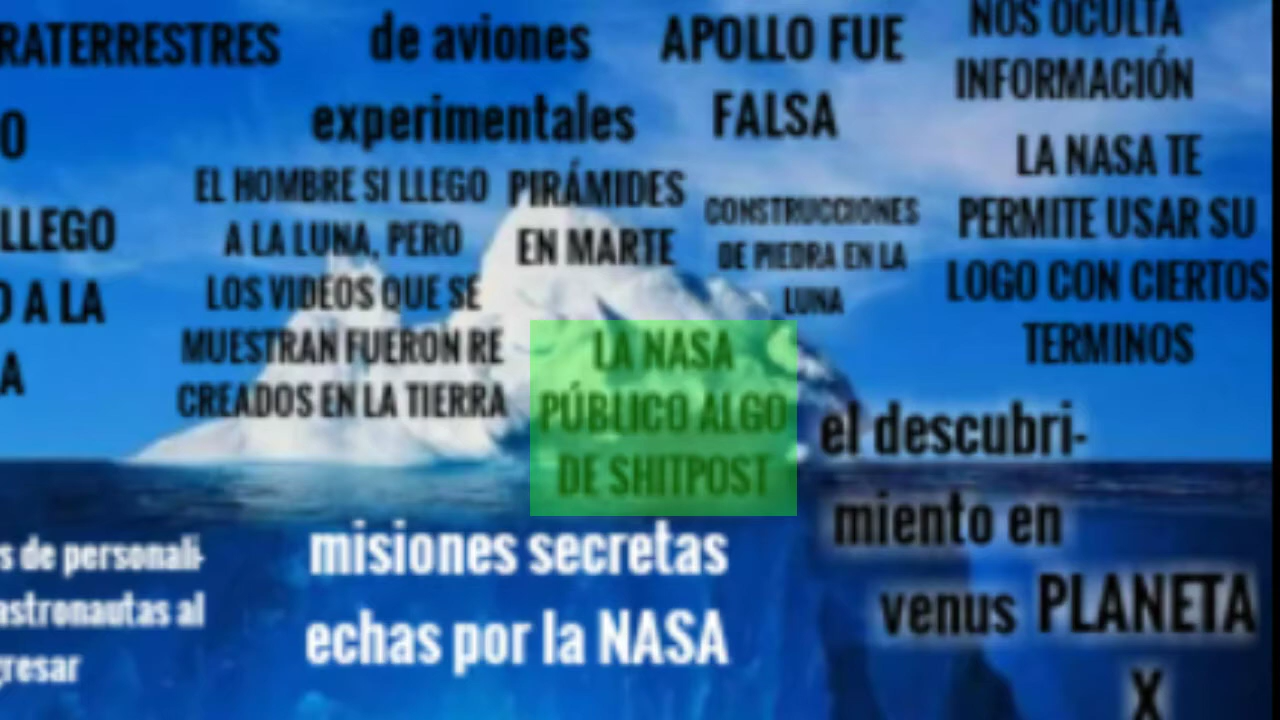 RATERRESTRES
de aviones
experimentales
APOLLO FUE
FALSA
NOS OCULTA
INFORMACIÓN
LA NASA TE
PERMITE USAR SU
LOGO CON CIERTOS
TERMINOS
O
LLEGO
O A LA
A
EL HOMBRE SI LLEGO
A LA LUNA, PERO
LOS VIDEOS QUE SE
MUESTRAN FUERON RE
CREADOS EN LA TIERRA
PIRÁMIDES
EN MARTE
CONSTRUCCIONES
DE PIEDRA EN LA
LUNA
LA NASA
PÚBLICO ALGO
DE SHITPOST
el descubri-
miento en
venus
PLANETA
X
s de personali-
astronautas al
gresar
misiones secretas
echas por la NASA